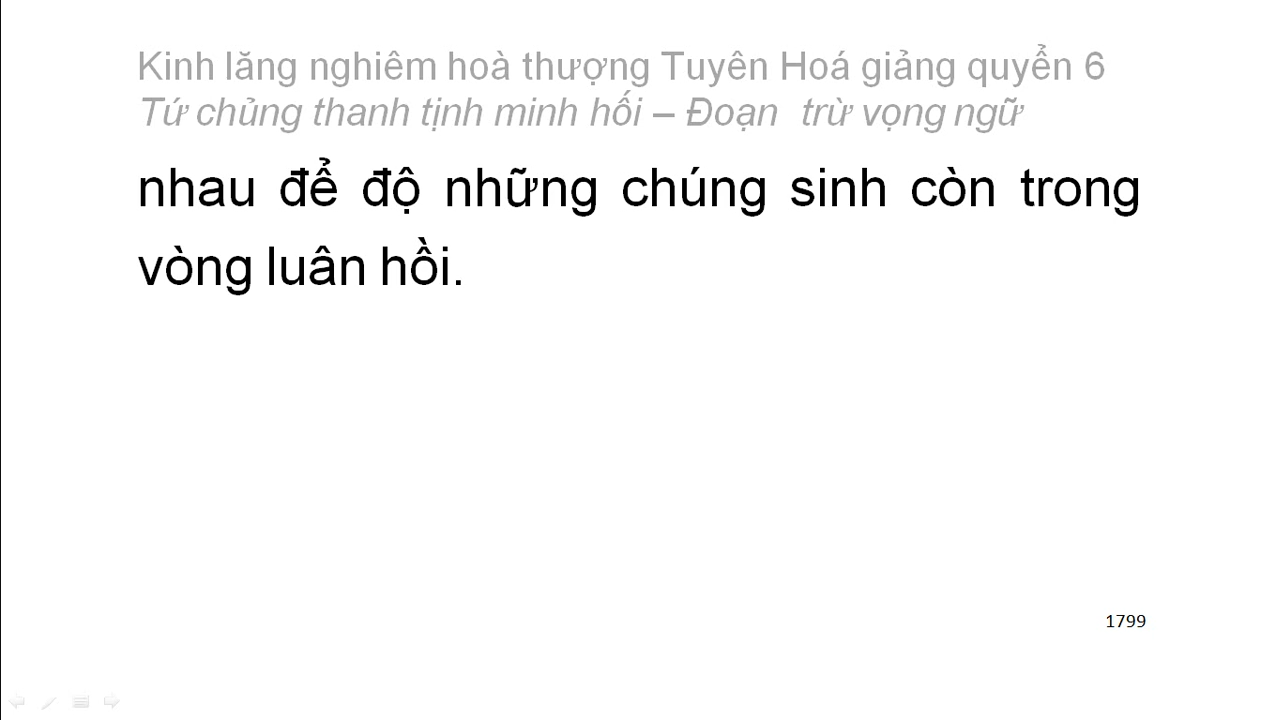 Kinh lăng nghiêm hoà thượng Tuyên Hoá giảng quyển 6
Tứ chủng thanh tịnh minh hối – Đoạn  trừ vọng ngữ
nhau để độ những chúng sinh còn trong
vòng luân hồi.
1799